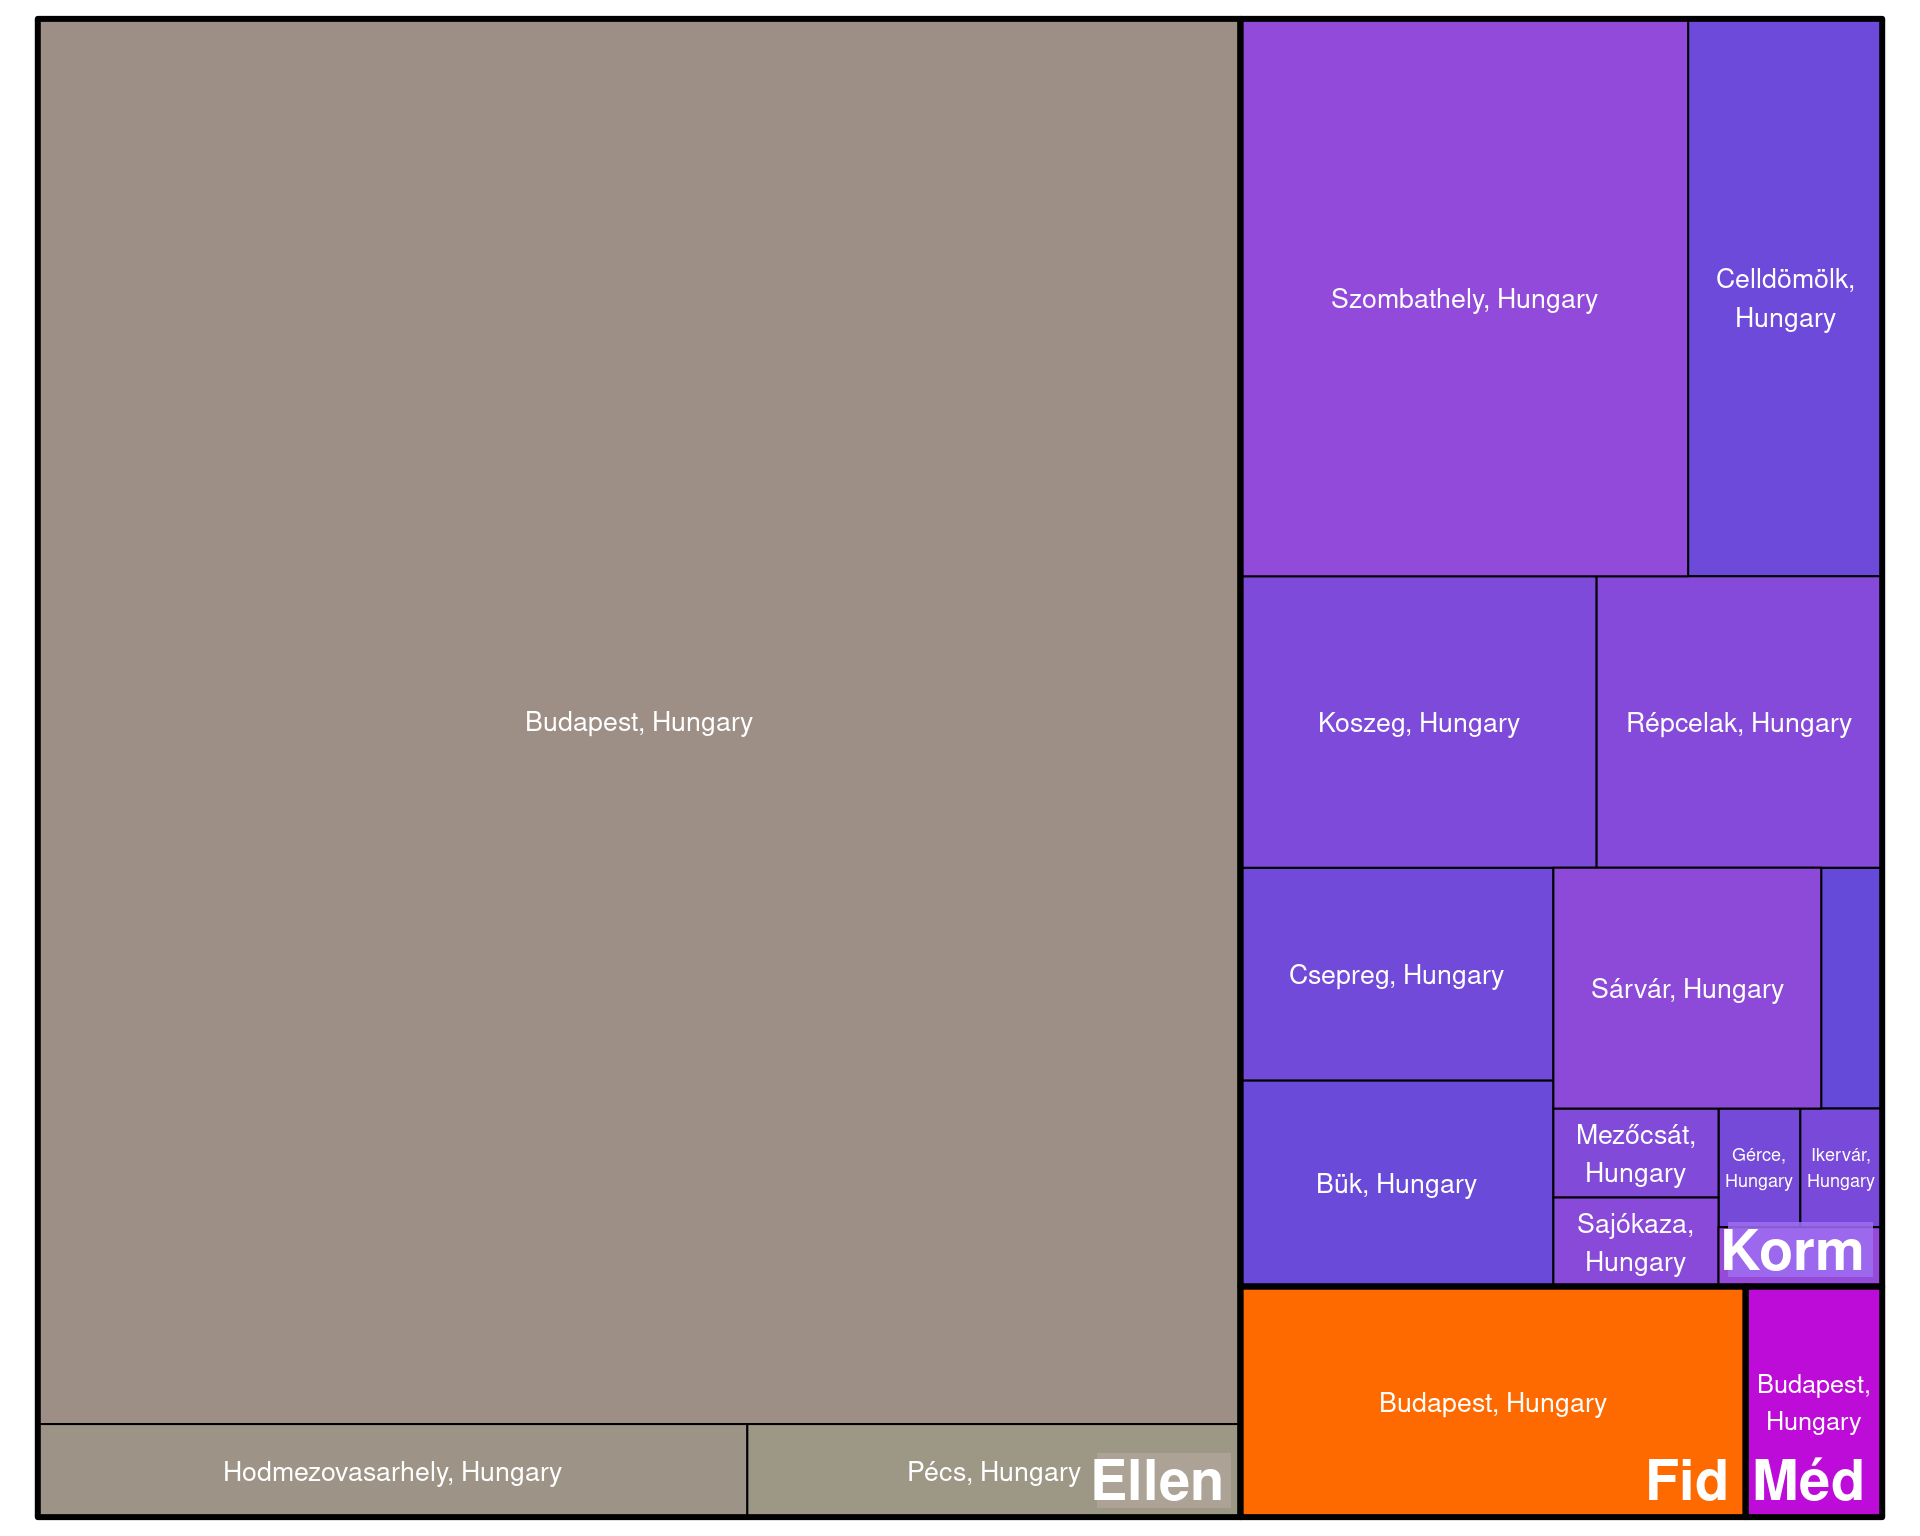 Budapest, Hungary
Hodmezovasarhely, Hungary
Pécs, Hungary
Ellen
Szombathely, Hungary
Celldömölk,
Hungary
Koszeg, Hungary
Répcelak, Hungary
Csepreg, Hungary
Sárvár, Hungary
Bük, Hungary
Mezőcsát,
Hungary
Gérce,
Hungary
Ikervár,
Hungary
Sajókaza,
Hungary
Korm
Budapest, Hungary
Fid
Budapest,
Hungary
Méd